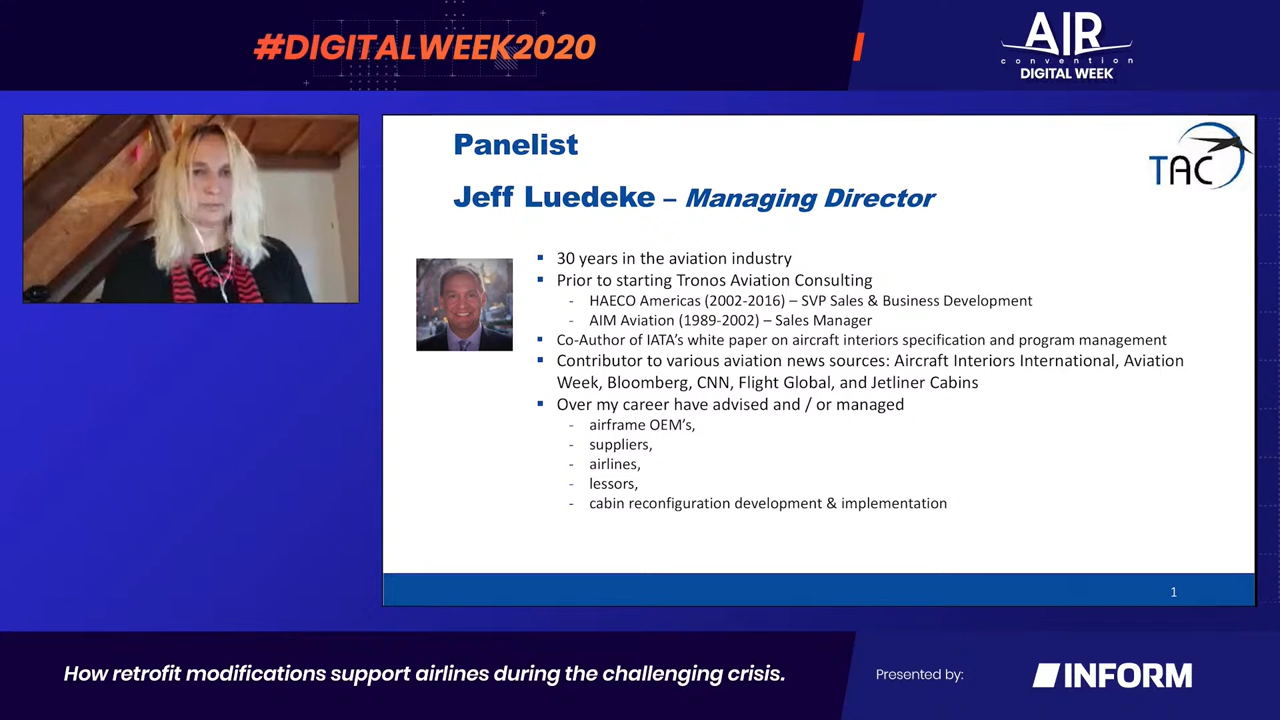 #DIGITALWEEK2020
AIR
convention
DIGITAL WEEK
Panelist
TAC
Jeff Luedeke – Managing Director
30 years in the aviation industry
Prior to starting Tronos Aviation Consulting
- HAECO Americas (2002-2016) – SVP Sales & Business Development
- AIM Aviation (1989-2002) – Sales Manager
Co-Author of IATA's white paper on aircraft interiors specification and program management
Contributor to various aviation news sources: Aircraft Interiors International, Aviation
Week, Bloomberg, CNN, Flight Global, and Jetliner Cabins
Over my career have advised and / or managed
- airframe OEM's,
- suppliers,
- airlines,
- lessors,
- cabin reconfiguration development & implementation
1
How retrofit modifications support airlines during the challenging crisis.
Presented by:
INFORM